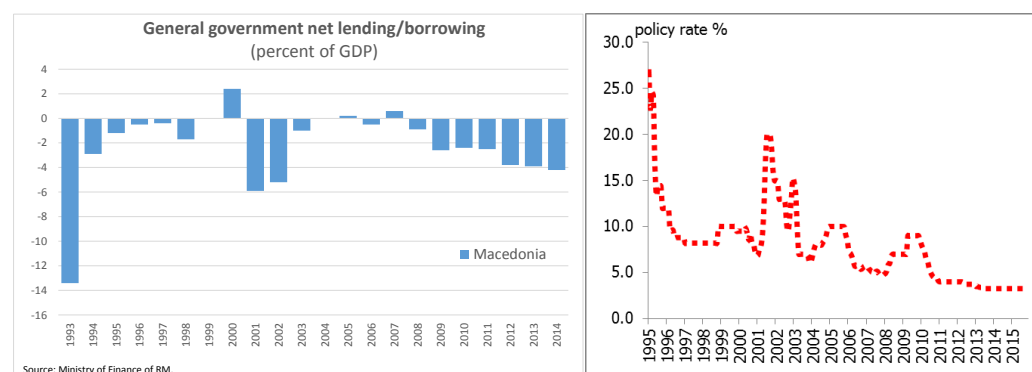 General government net lending/borrowing
(percent of GDP)
4
2
0
-2
-4
-6
-8
-10
-12
-14
-16
Macedonia
1993 1994 1995 1996 1997 1998 1999 2000 2001 2002 2003 2004 2005 2006 2007 2008 2009 2010 2011 2012 2013 2014
Source: Ministry of Finance of RM
policy rate %
30.0
25.0
20.0
15.0
10.0
5.0
0.0
1995 1996 1997 1998 1999 2000 2001 2002 2003 2004 2005 2006 2007 2008 2009 2010 2011 2012 2013 2014 2015